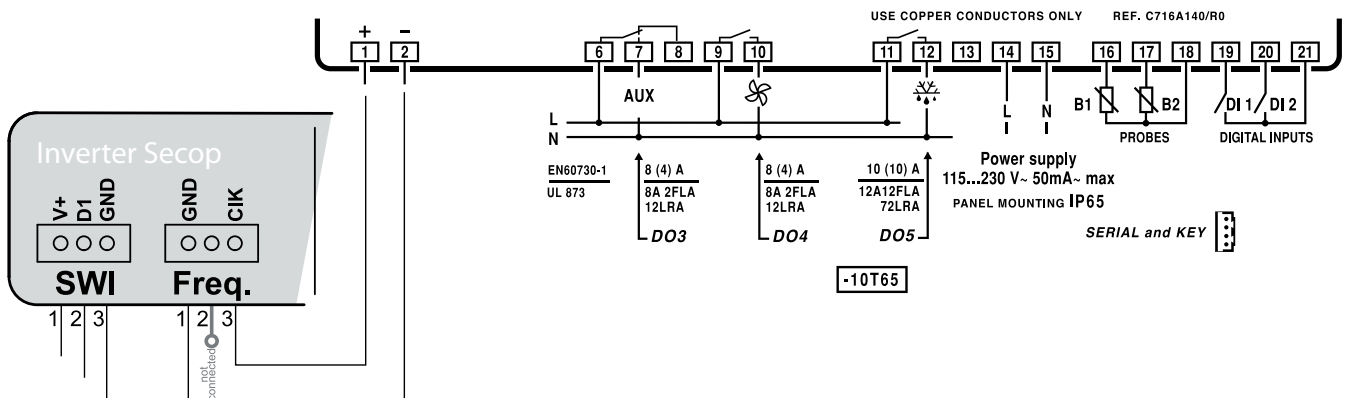 USE COPPER CONDUCTORS ONLY REF. C716A140/R0
+ -
1 2 6 7 8 9 10 11 12 13 14 15 16 17 18 19 20 21
AUX
L N
B1 B2
DI 1 DI 2
PROBES
DIGITAL INPUTS
L
N
EN60730-1
UL 873
8 (4) A
8A 2FLA
12LRA
DO3
8 (4) A
8A 2FLA
12LRA
DO4
10 (10) A
12A12FLA
72LRA
DO5
Power supply
115...230 V~ 50mA~ max
PANEL MOUNTING IP65
SERIAL and KEY
-10T65
Inverter Secop
V+ D1 GND
GND CIK
SWI
Freq.
1 2 3
1 2 3
not
connected